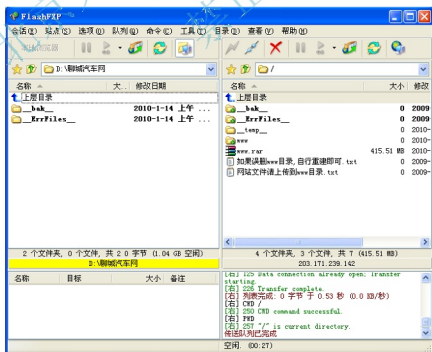 FlashFXP
会话(E) 站点(S) 选项(O) 队列(Q) 命令(C) 工具(T) 目录(D) 查看(V) 帮助(H)
D:\聊城汽车网
/
名称 大.. 修改日期
上层目录
__bak__ 2010-1-14 上午 ...
__ErrFiles__ 2010-1-14 上午 ...
名称 大小 修改
上层目录
__bak__ 0 2009
__ErrFiles__ 0 2009
__temp__ 0 2010-
www 0 2010-
www.rar 415.51 MB 2010-
如果误删www目录,自行重建即可.txt 0 2009-
网站文件请上传到www目录.txt 0 2009-
2 个文件夹, 0 个文件, 共 2 0 字节 (1.04 GB 空闲)
D:\聊城汽车网
4 个文件夹, 3 个文件, 共 7 (415.51 MB)
203.171.239.142
名称 目标 大小 备注
[右] 125 Data connection already open; Transfer
starting.
[右] 226 Transfer complete.
[右] 列表完成: 0 字节 于 0.53 秒 (0.0 KB/秒)
[右] CWD /
[右] 250 CWD command successful.
[右] PWD
[右] 257 "/" is current directory.
传送队列已完成
空闲. (00:27)